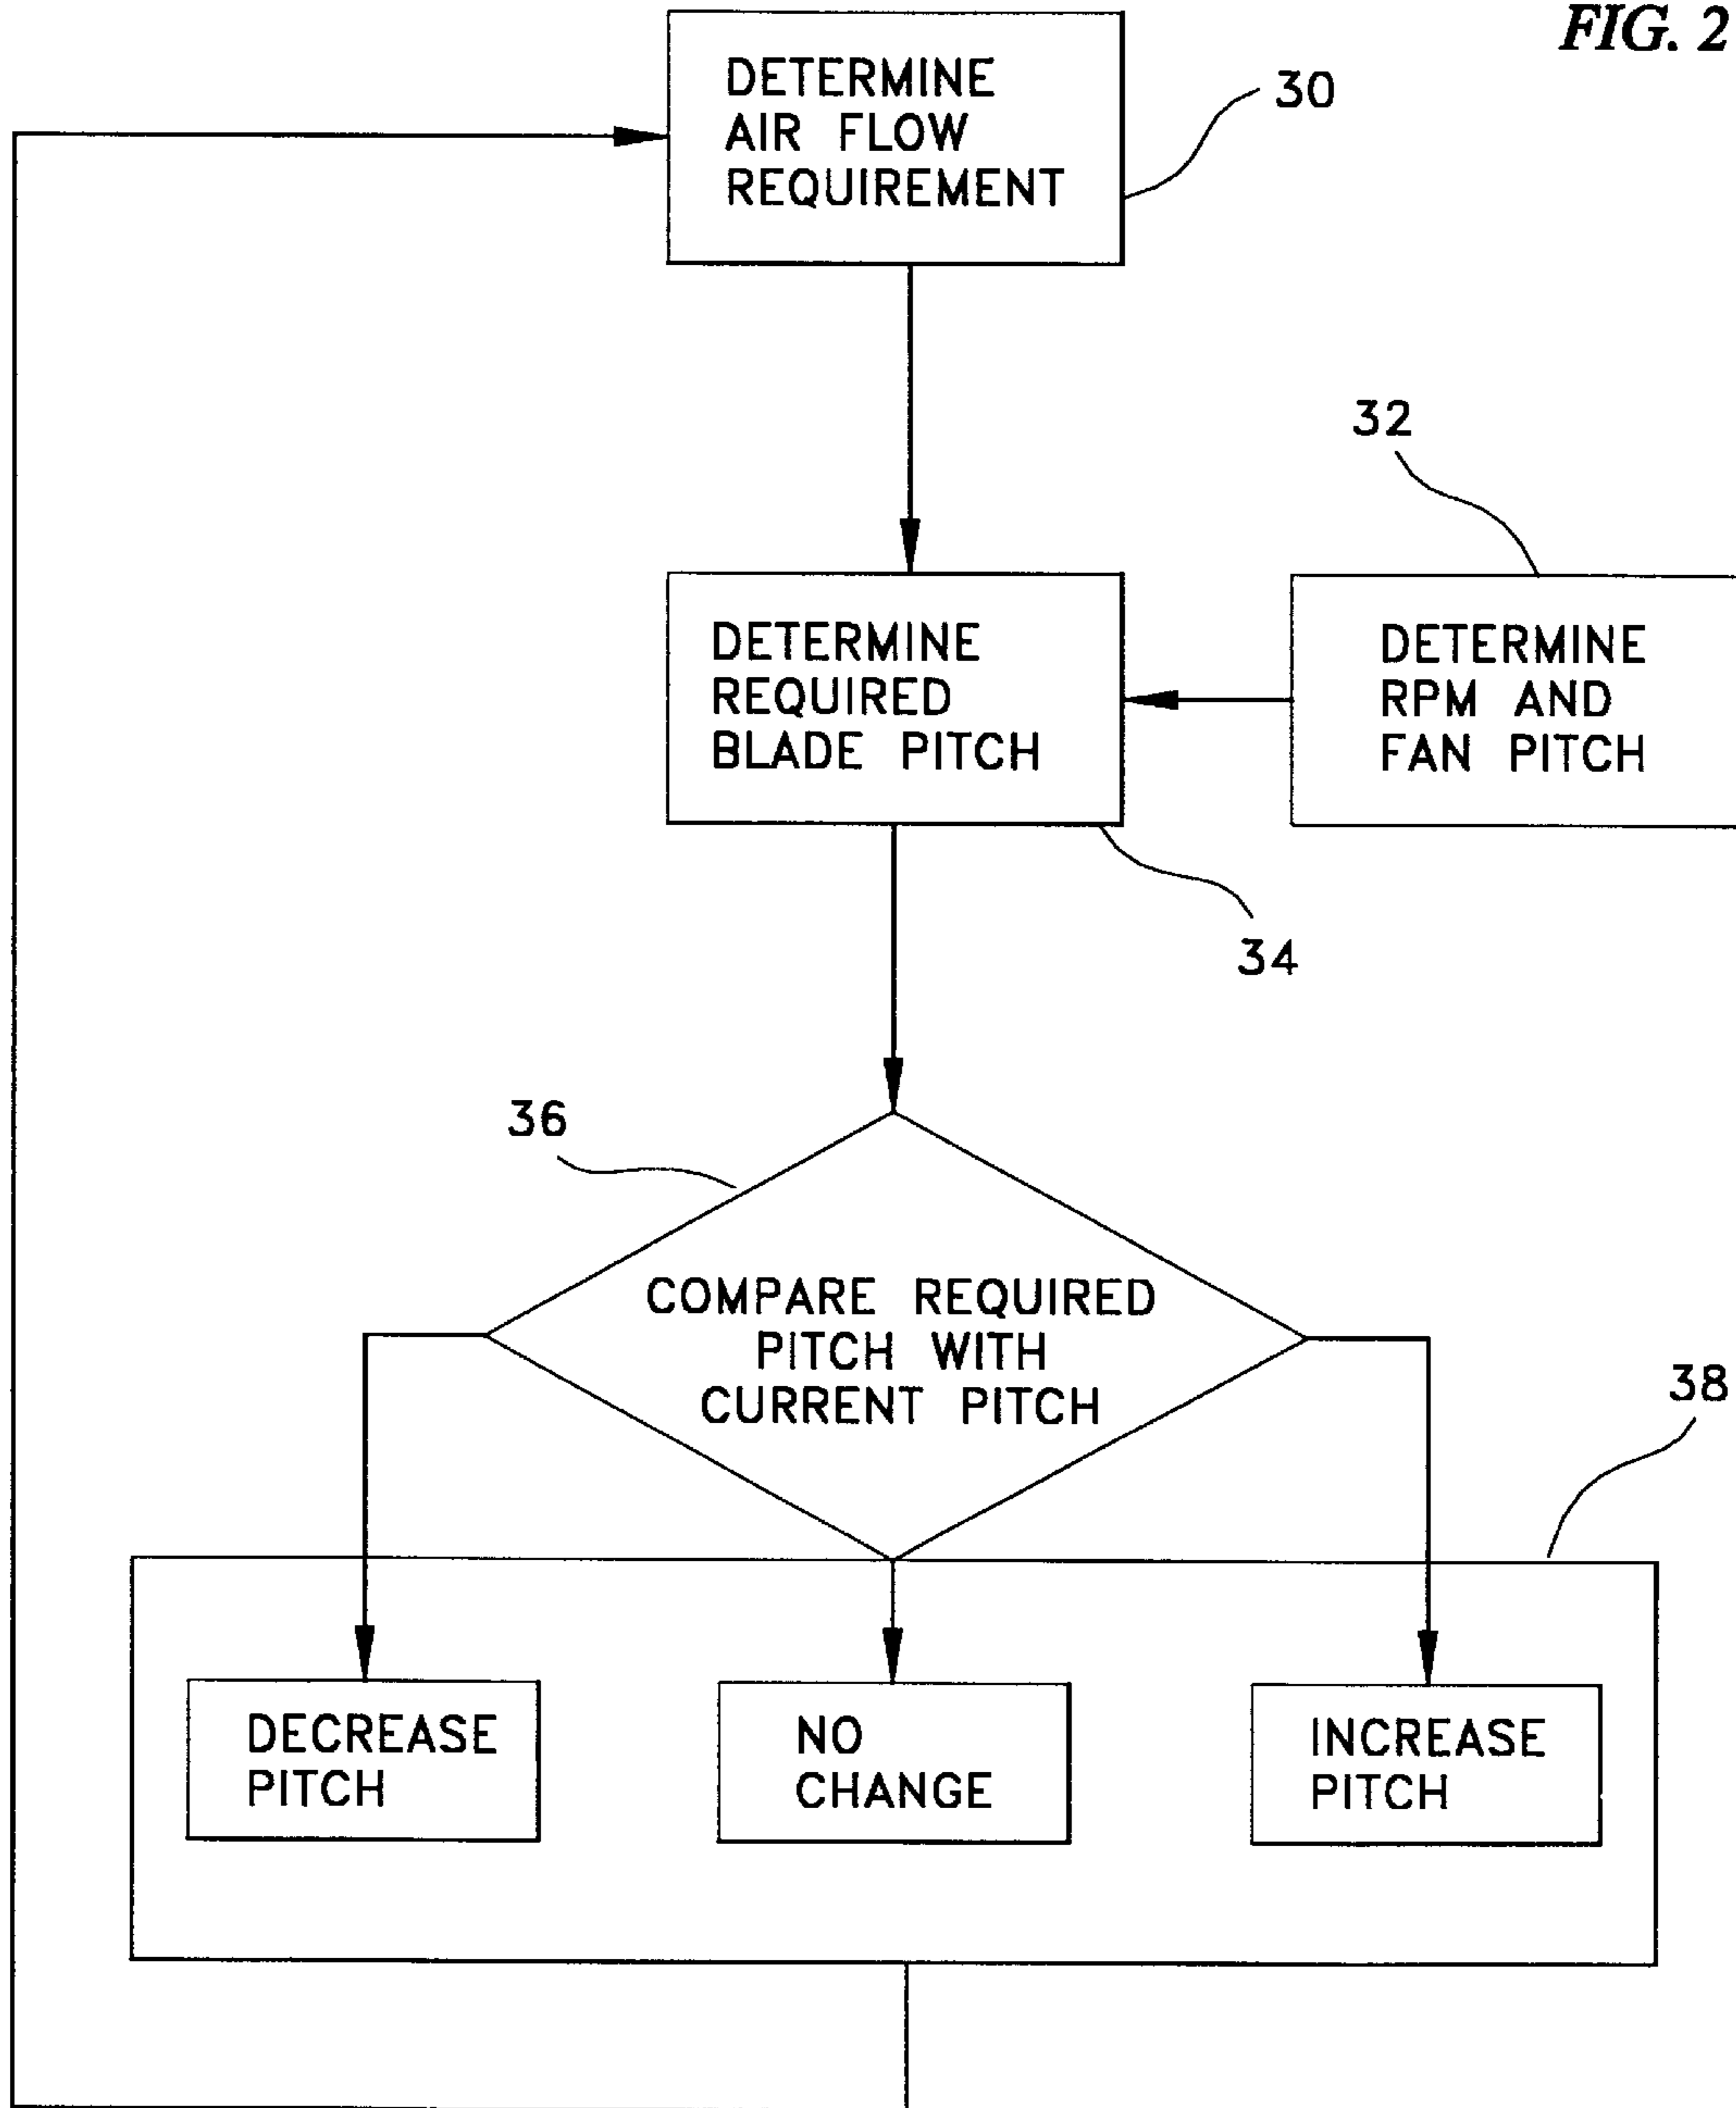 FIG. 2
DETERMINE
AIR FLOW
REQUIREMENT
30
32
DETERMINE
REQUIRED
BLADE PITCH
DETERMINE
RPM AND
FAN PITCH
34
36
COMPARE REQUIRED
PITCH WITH
CURRENT PITCH
38
DECREASE
PITCH
NO
CHANGE
INCREASE
PITCH